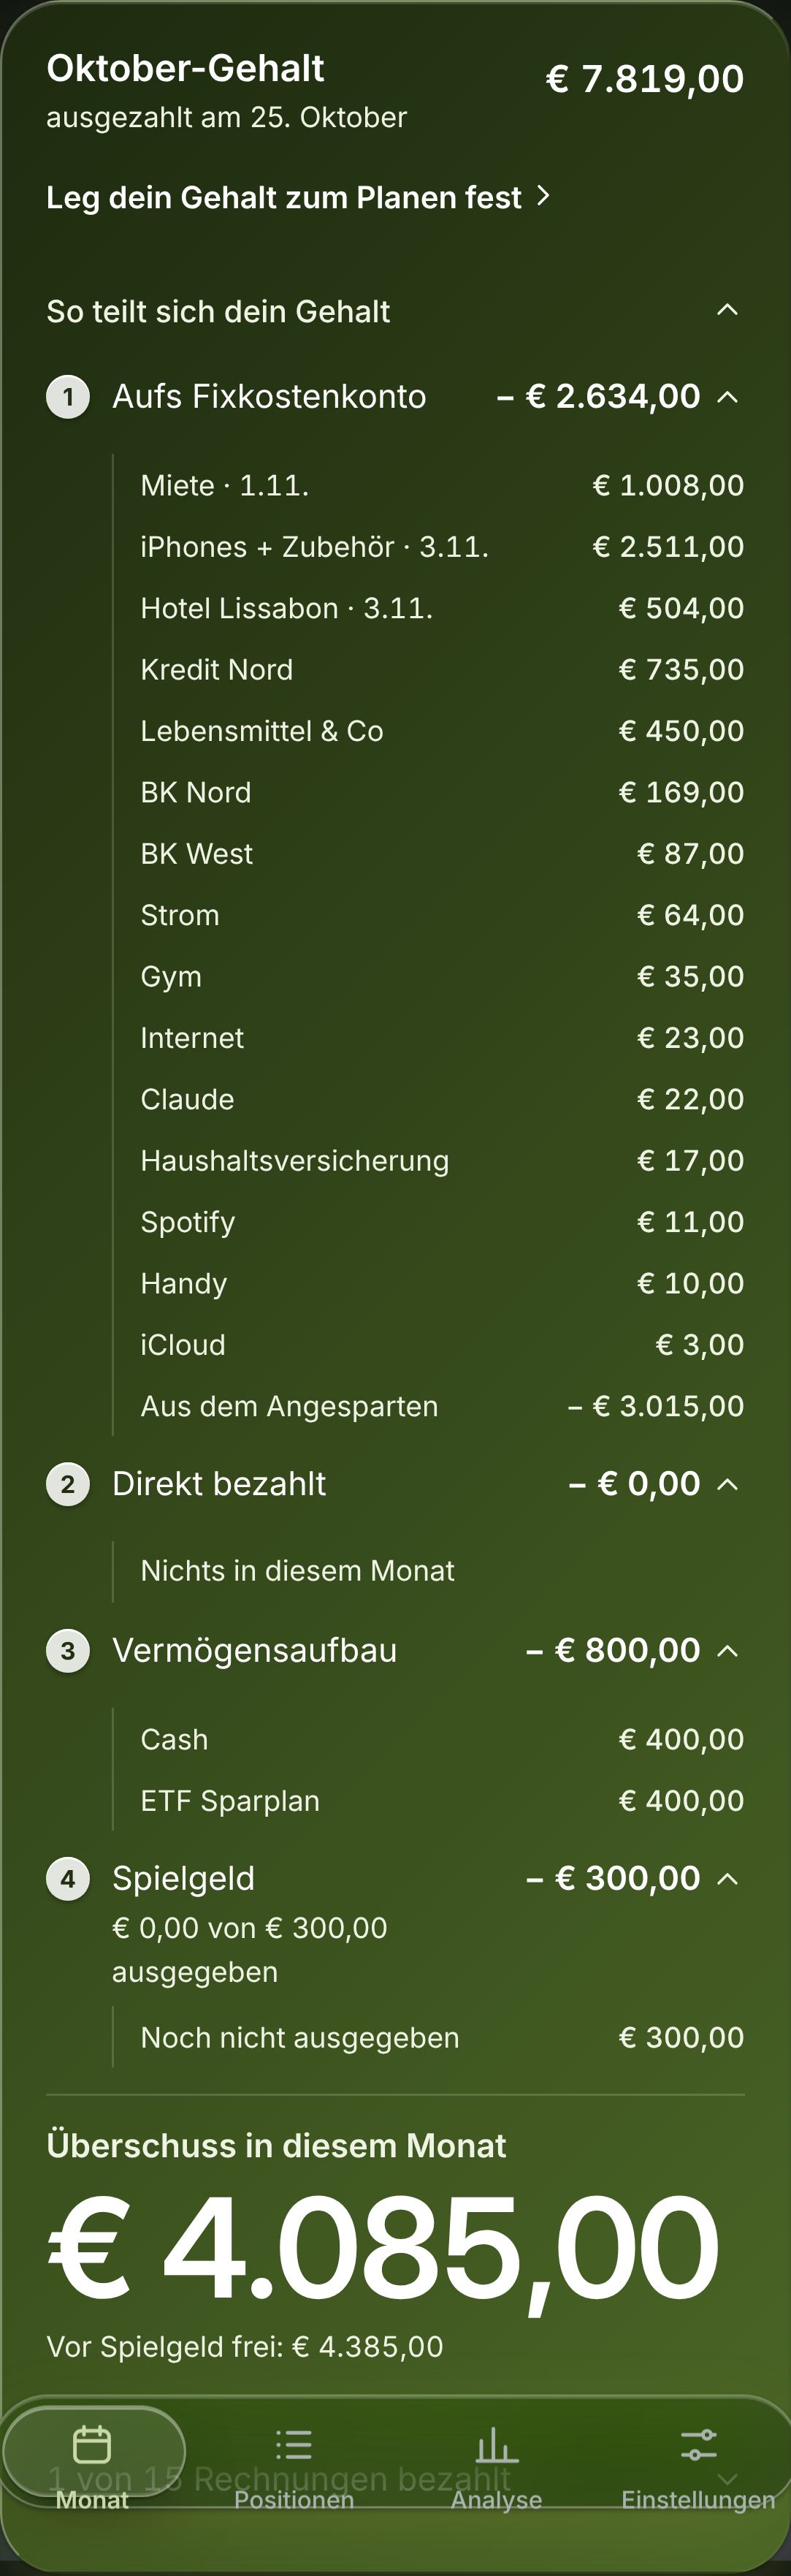 Oktober-Gehalt
€ 7.819,00
ausgezahlt am 25. Oktober
Leg dein Gehalt zum Planen fest
So teilt sich dein Gehalt
1 Aufs Fixkostenkonto – € 2.634,00
Miete · 1.11. € 1.008,00
iPhones + Zubehör · 3.11. € 2.511,00
Hotel Lissabon · 3.11. € 504,00
Kredit Nord € 735,00
Lebensmittel & Co € 450,00
BK Nord € 169,00
BK West € 87,00
Strom € 64,00
Gym € 35,00
Internet € 23,00
Claude € 22,00
Haushaltsversicherung € 17,00
Spotify € 11,00
Handy € 10,00
iCloud € 3,00
Aus dem Angesparten – € 3.015,00
2 Direkt bezahlt – € 0,00
Nichts in diesem Monat
3 Vermögensaufbau – € 800,00
Cash € 400,00
ETF Sparplan € 400,00
4 Spielgeld – € 300,00
€ 0,00 von € 300,00
ausgegeben
Noch nicht ausgegeben € 300,00
Überschuss in diesem Monat
€ 4.085,00
Vor Spielgeld frei: € 4.385,00
1 von 15 Rechnungen bezahlt
Monat Positionen Analyse Einstellungen